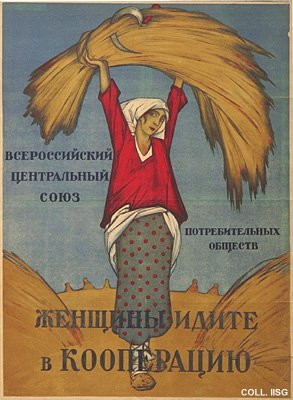 ВСЕРОССИЙСКИЙ
ЦЕНТРАЛЬНЫЙ
СОЮЗ
ПОТРЕБИТЕЛЬНЫХ
ОБЩЕСТВ
ЖЕНЩИНЫ ИДИТЕ
в КООПЕРАЦИЮ
COLL. IISG